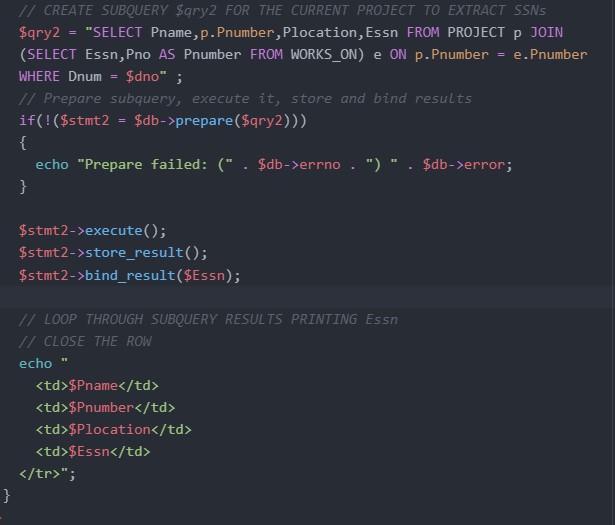 // CREATE SUBQUERY $qry2 FOR THE CURRENT PROJECT TO EXTRACT SSNs
$qry2 = "SELECT Pname,p.Pnumber,Plocation,Essn FROM PROJECT p JOIN
(SELECT Essn,Pno AS Pnumber FROM WORKS_ON) e ON p.Pnumber = e.Pnumber
WHERE Dnum = $dno" ;
// Prepare subquery, execute it, store and bind results
if(!($stmt2 = $db->prepare($qry2)))
{
echo "Prepare failed: (" . $db->errno . ") " . $db->error;
}
$stmt2->execute();
$stmt2->store_result();
$stmt2->bind_result($Essn);
// LOOP THROUGH SUBQUERY RESULTS PRINTING Essn
// CLOSE THE ROW
echo "
<td>$Pname</td>
<td>$Pnumber</td>
<td>$Plocation</td>
<td>$Essn</td>
</tr>";
}